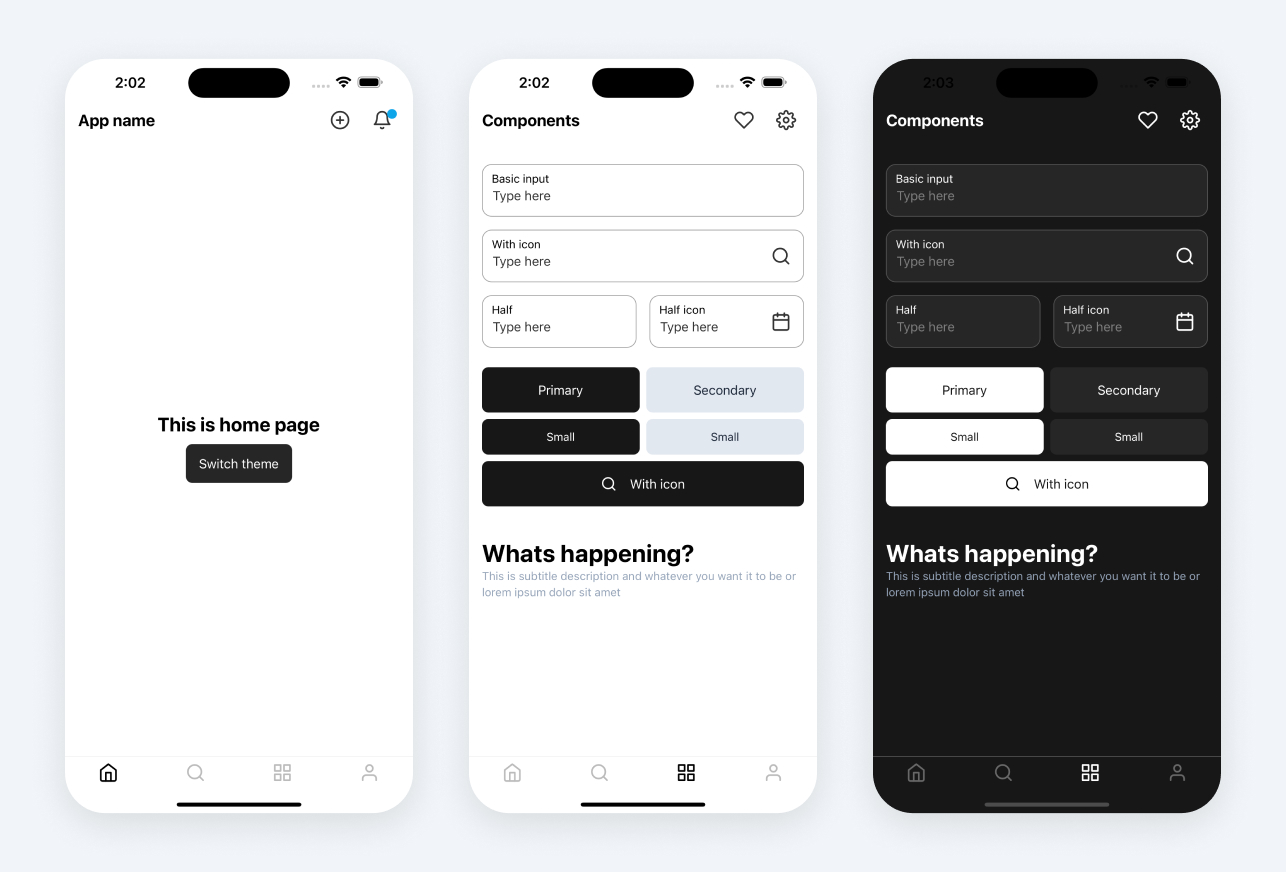 2:02
App name
This is home page
Switch theme
2:02
Components
Basic input
Type here
With icon
Type here
Half
Type here
Half icon
Type here
Primary
Secondary
Small
Small
With icon
Whats happening?
This is subtitle description and whatever you want it to be or
lorem ipsum dolor sit amet
2:03
Components
Basic input
Type here
With icon
Type here
Half
Type here
Half icon
Type here
Primary
Secondary
Small
Small
With icon
Whats happening?
This is subtitle description and whatever you want it to be or
lorem ipsum dolor sit amet